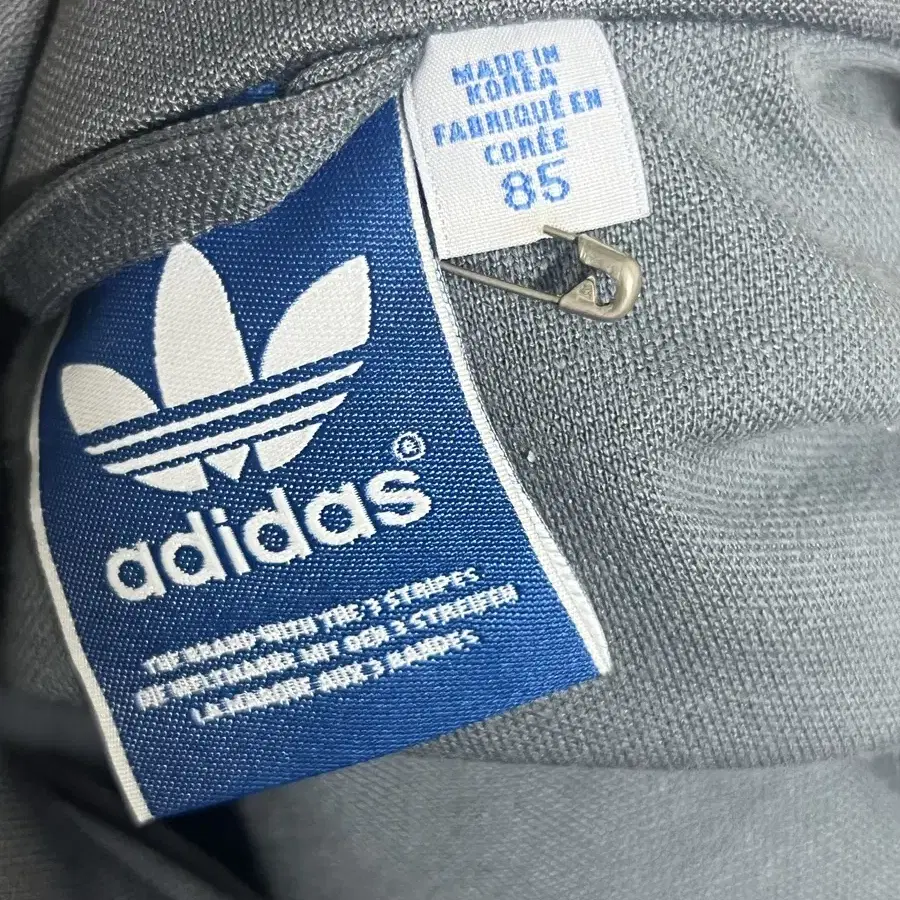 MADE IN
KOREA
FABRIQUÉ EN
CORÉE
85
adidas®
THE BRAND WITH THE 3 STRIPES
DIE WELTMARKE MIT DEN 3 STREIFEN
LA MARQUE AUX 3 BANDES